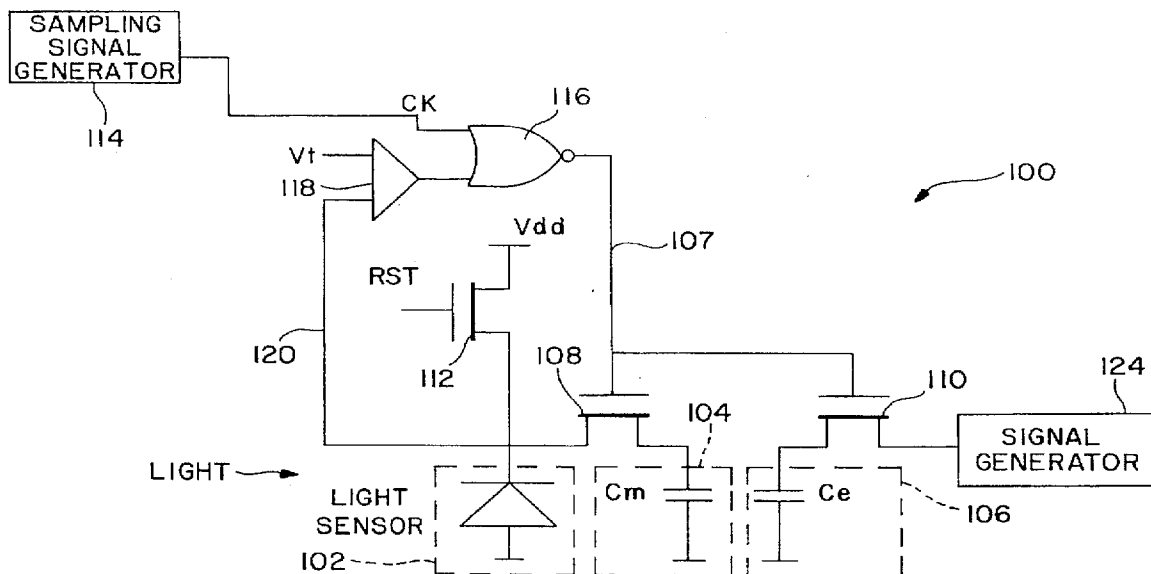 SAMPLING
SIGNAL
GENERATOR
114
CK
116
Vt
118
100
Vdd
107
RST
120
112
108
104
110
124
SIGNAL
GENERATOR
LIGHT
LIGHT
SENSOR
102
Cm
Ce
106